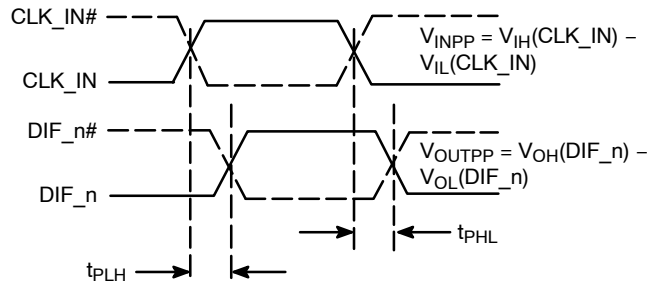 CLK_IN#
CLK_IN
V_INPP = V_IH(CLK_IN) –
V_IL(CLK_IN)
DIF_n#
DIF_n
V_OUTPP = V_OH(DIF_n) –
V_OL(DIF_n)
t_PHL
t_PLH